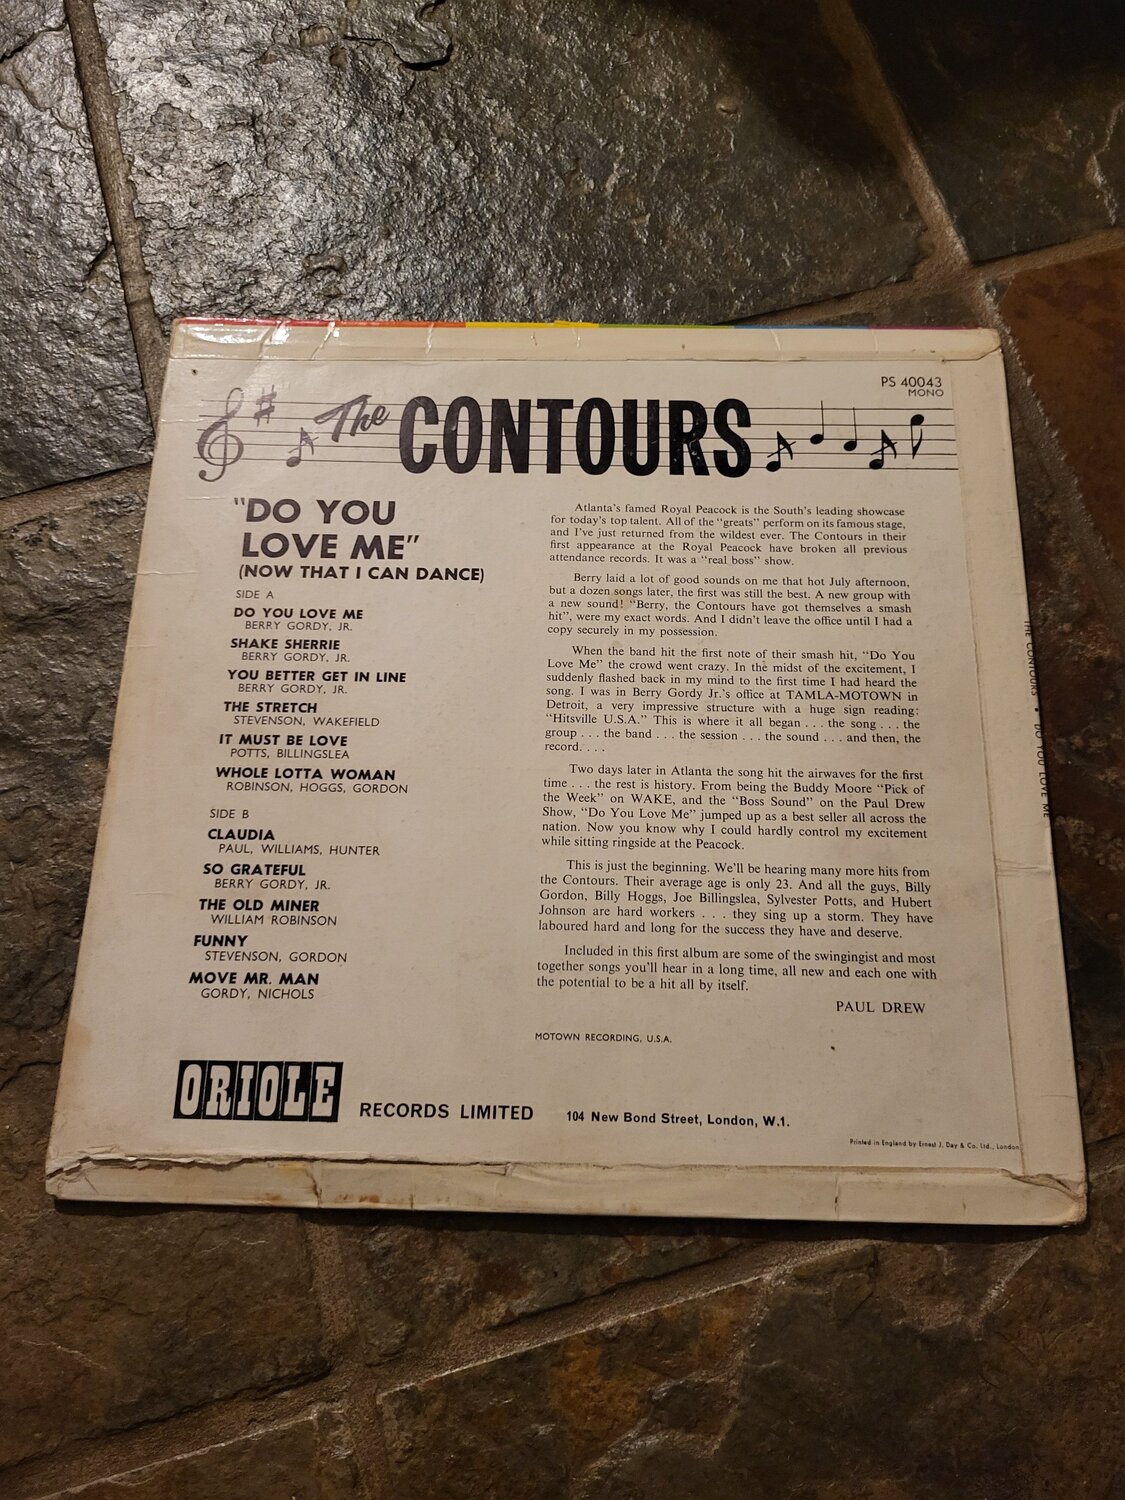 PS 40043
MONO
The CONTOURS
"DO YOU
LOVE ME"
(NOW THAT I CAN DANCE)
SIDE A
DO YOU LOVE ME
BERRY GORDY, JR.
SHAKE SHERRIE
BERRY GORDY, JR.
YOU BETTER GET IN LINE
BERRY GORDY, JR.
THE STRETCH
STEVENSON, WAKEFIELD
IT MUST BE LOVE
POTTS, BILLINGSLEA
WHOLE LOTTA WOMAN
ROBINSON, HOGGS, GORDON
SIDE B
CLAUDIA
PAUL, WILLIAMS, HUNTER
SO GRATEFUL
BERRY GORDY, JR.
THE OLD MINER
WILLIAM ROBINSON
FUNNY
STEVENSON, GORDON
MOVE MR. MAN
GORDY, NICHOLS
Atlanta's famed Royal Peacock is the South's leading showcase
for today's top talent. All of the "greats" perform on its famous stage,
and I've just returned from the wildest ever. The Contours in their
first appearance at the Royal Peacock have broken all previous
attendance records. It was a "real boss" show.
Berry laid a lot of good sounds on me that hot July afternoon,
but a dozen songs later, the first was still the best. A new group with
a new sound! "Berry, the Contours have got themselves a smash
hit", were my exact words. And I didn't leave the office until I had a
copy securely in my possession.
When the band hit the first note of their smash hit, "Do You
Love Me" the crowd went crazy. In the midst of the excitement, I
suddenly flashed back in my mind to the first time I had heard the
song. I was in Berry Gordy Jr.'s office at TAMLA-MOTOWN in
Detroit, a very impressive structure with a huge sign reading:
"Hitsville U.S.A." This is where it all began . . . the song . . . the
group . . . the band . . . the session . . . the sound . . . and then, the
record. . . .
Two days later in Atlanta the song hit the airwaves for the first
time . . . the rest is history. From being the Buddy Moore "Pick of
the Week" on WAKE, and the "Boss Sound" on the Paul Drew
Show, "Do You Love Me" jumped up as a best seller all across the
nation. Now you know why I could hardly control my excitement
while sitting ringside at the Peacock.
This is just the beginning. We'll be hearing many more hits from
the Contours. Their average age is only 23. And all the guys, Billy
Gordon, Billy Hoggs, Joe Billingslea, Sylvester Potts, and Hubert
Johnson are hard workers . . . they sing up a storm. They have
laboured hard and long for the success they have and deserve.
Included in this first album are some of the swingingist and most
together songs you'll hear in a long time, all new and each one with
the potential to be a hit all by itself.
PAUL DREW
MOTOWN RECORDING, U.S.A.
ORIOLE RECORDS LIMITED 104 New Bond Street, London, W.1.
Printed in England by Ernest J. Day & Co. Ltd., London
THE CONTOURS • DO YOU LOVE ME